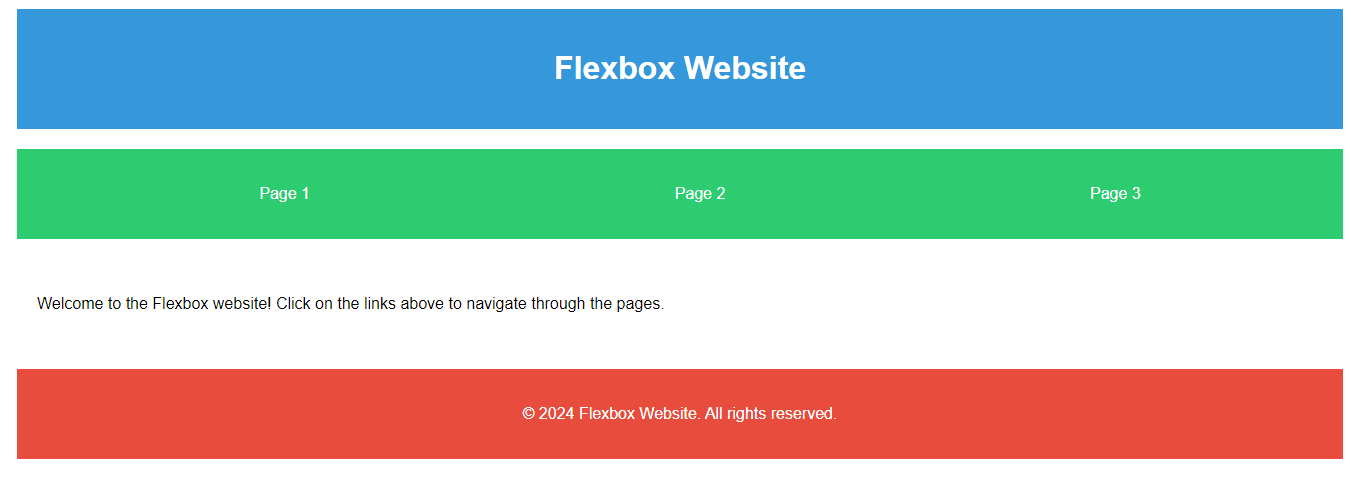 Flexbox Website
Page 1 Page 2 Page 3
Welcome to the Flexbox website! Click on the links above to navigate through the pages.
© 2024 Flexbox Website. All rights reserved.